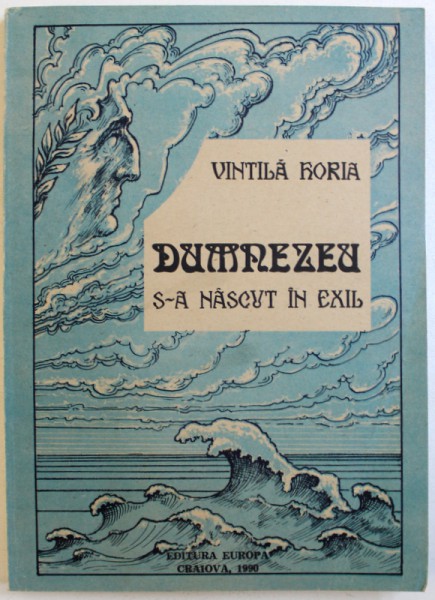 VINTILĂ HORIA
DUMNEZEU
S-A NĂSCUT ÎN EXIL
EDITURA EUROPA
CRAIOVA, 1990